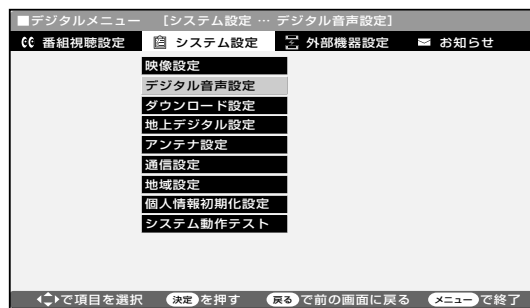 ■デジタルメニュー [システム設定 … デジタル音声設定]
番組視聴設定 システム設定 外部機器設定 お知らせ
映像設定
デジタル音声設定
ダウンロード設定
地上デジタル設定
アンテナ設定
通信設定
地域設定
個人情報初期化設定
システム動作テスト
で項目を選択 決定を押す 戻るで前の画面に戻る メニューで終了